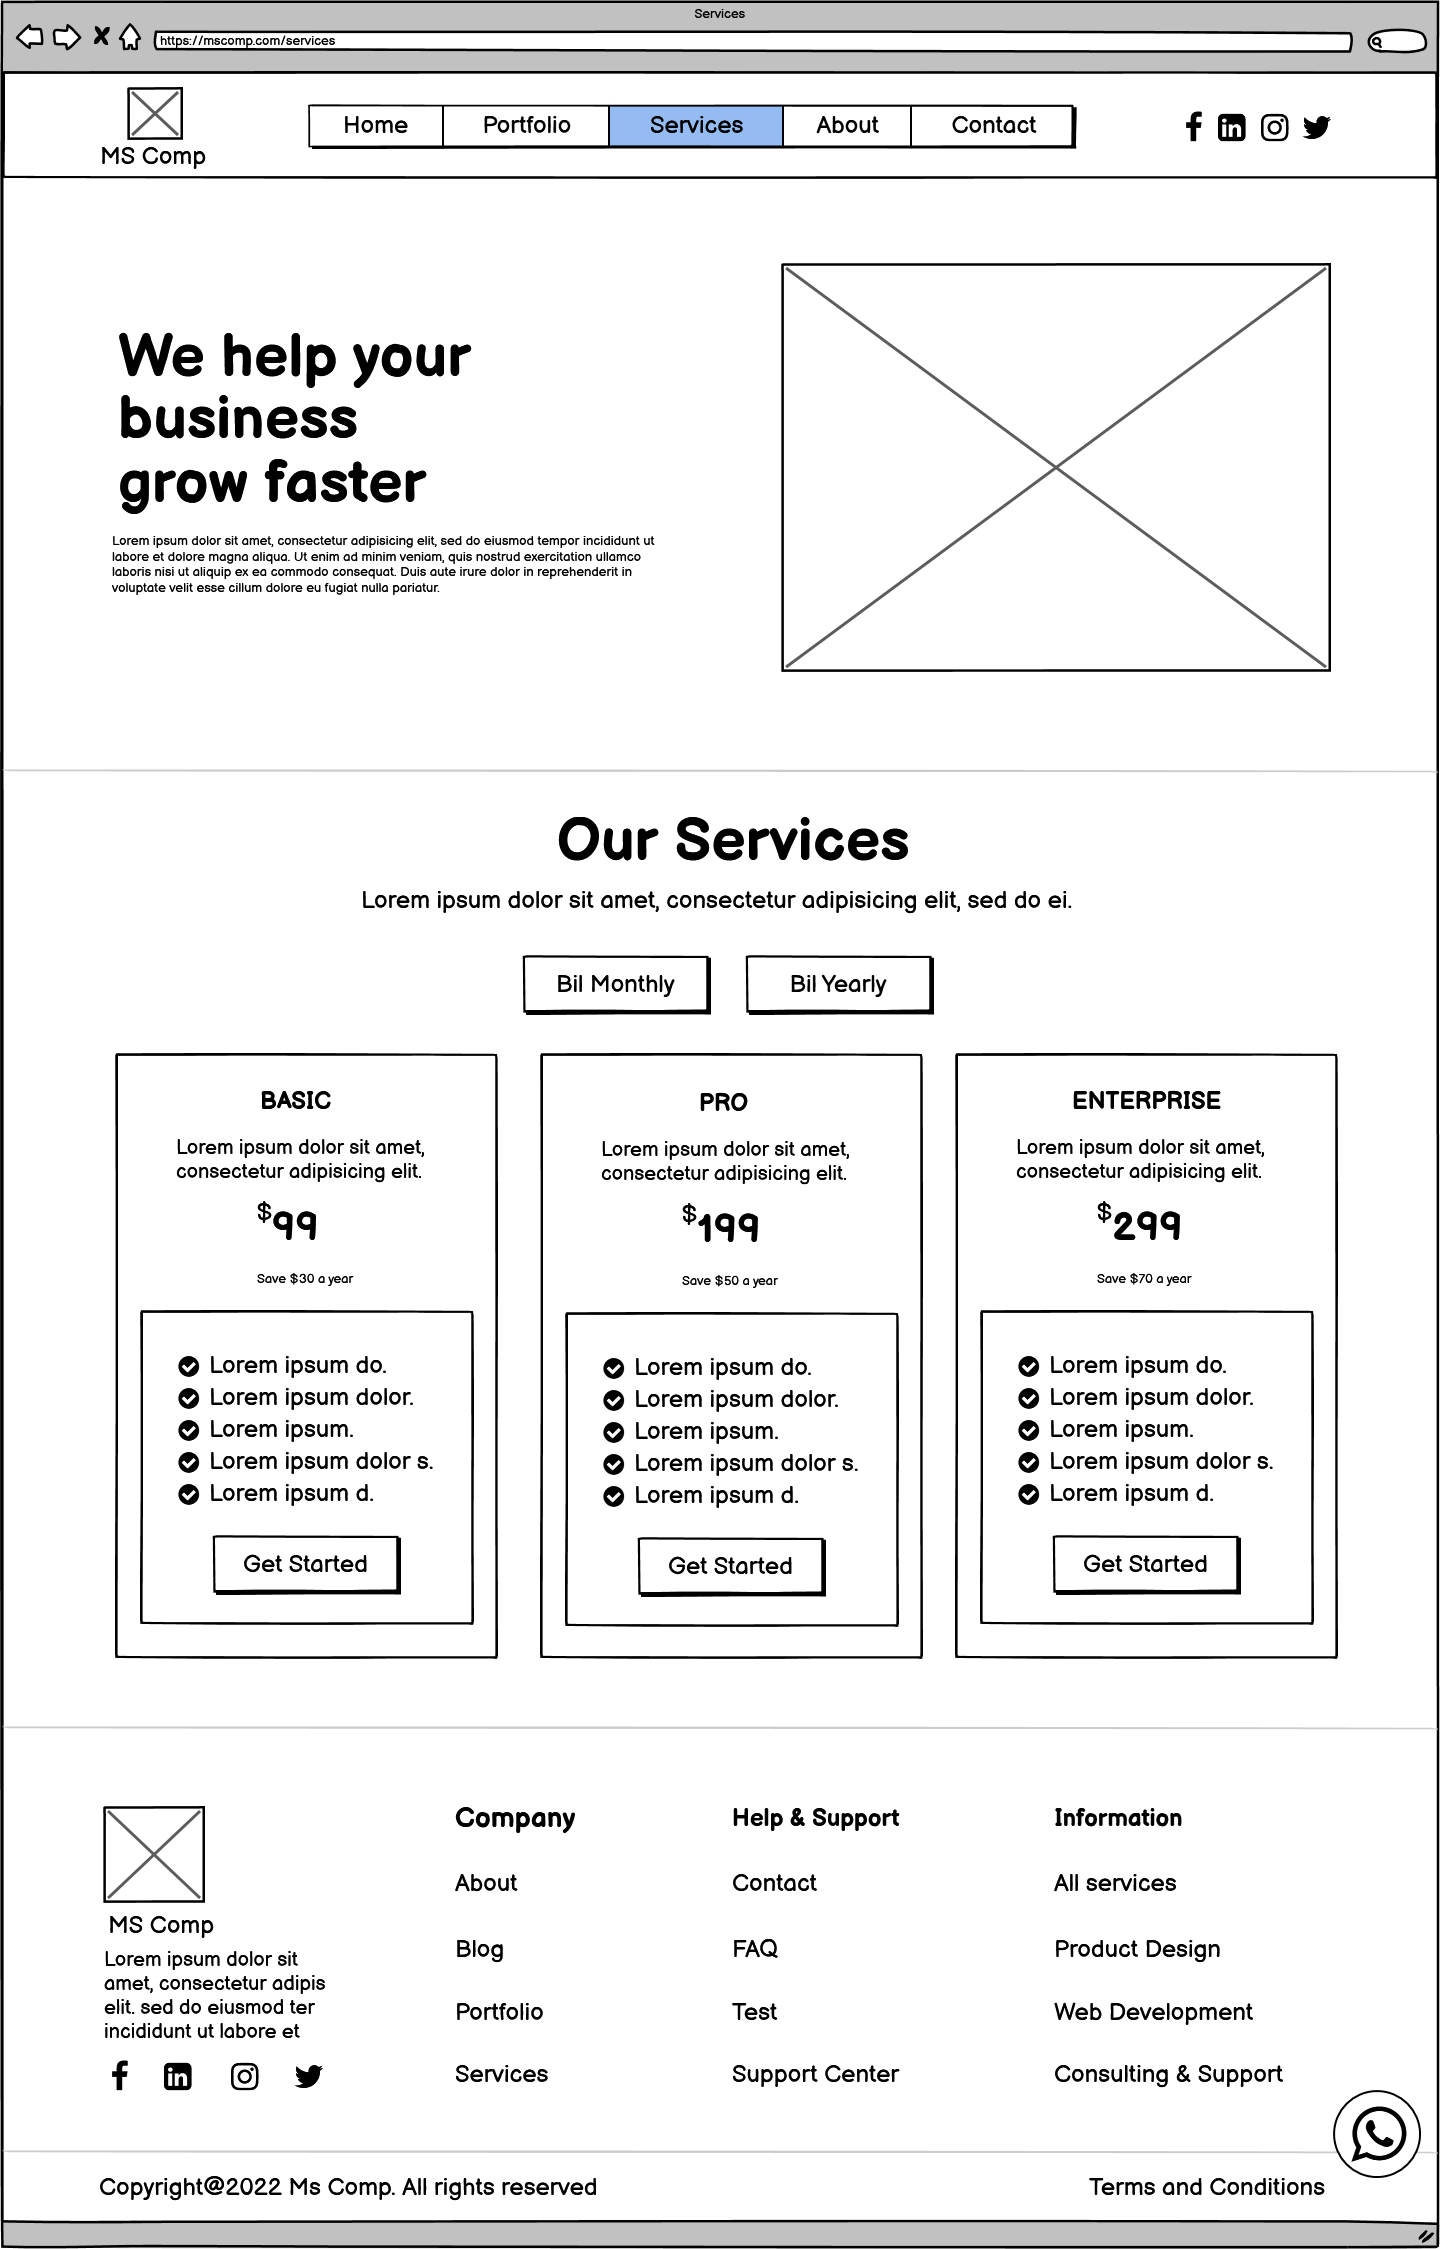 Services
https://mscomp.com/services
MS Comp
Home
Portfolio
Services
About
Contact
We help your
business
grow faster
Lorem ipsum dolor sit amet, consectetur adipisicing elit, sed do eiusmod tempor incididunt ut
labore et dolore magna aliqua. Ut enim ad minim veniam, quis nostrud exercitation ullamco
laboris nisi ut aliquip ex ea commodo consequat. Duis aute irure dolor in reprehenderit in
voluptate velit esse cillum dolore eu fugiat nulla pariatur.
Our Services
Lorem ipsum dolor sit amet, consectetur adipisicing elit, sed do ei.
Bil Monthly
Bil Yearly
BASIC
Lorem ipsum dolor sit amet,
consectetur adipisicing elit.
$99
Save $30 a year
Lorem ipsum do.
Lorem ipsum dolor.
Lorem ipsum.
Lorem ipsum dolor s.
Lorem ipsum d.
Get Started
PRO
Lorem ipsum dolor sit amet,
consectetur adipisicing elit.
$199
Save $50 a year
Lorem ipsum do.
Lorem ipsum dolor.
Lorem ipsum.
Lorem ipsum dolor s.
Lorem ipsum d.
Get Started
ENTERPRISE
Lorem ipsum dolor sit amet,
consectetur adipisicing elit.
$299
Save $70 a year
Lorem ipsum do.
Lorem ipsum dolor.
Lorem ipsum.
Lorem ipsum dolor s.
Lorem ipsum d.
Get Started
MS Comp
Lorem ipsum dolor sit
amet, consectetur adipis
elit. sed do eiusmod ter
incididunt ut labore et
Company
About
Blog
Portfolio
Services
Help & Support
Contact
FAQ
Test
Support Center
Information
All services
Product Design
Web Development
Consulting & Support
Copyright@2022 Ms Comp. All rights reserved
Terms and Conditions